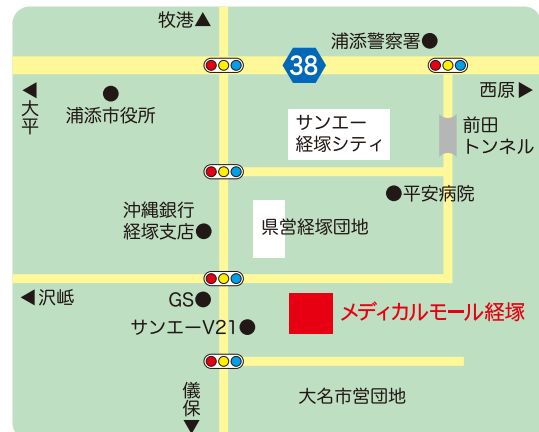 牧港▲
浦添警察署
38
◀大平
浦添市役所
西原▶
サンエー
経塚シティ
前田
トンネル
平安病院
沖縄銀行
経塚支店
県営経塚団地
◀沢岻
GS
メディカルモール経塚
サンエーV21
大名市営団地
儀保▼